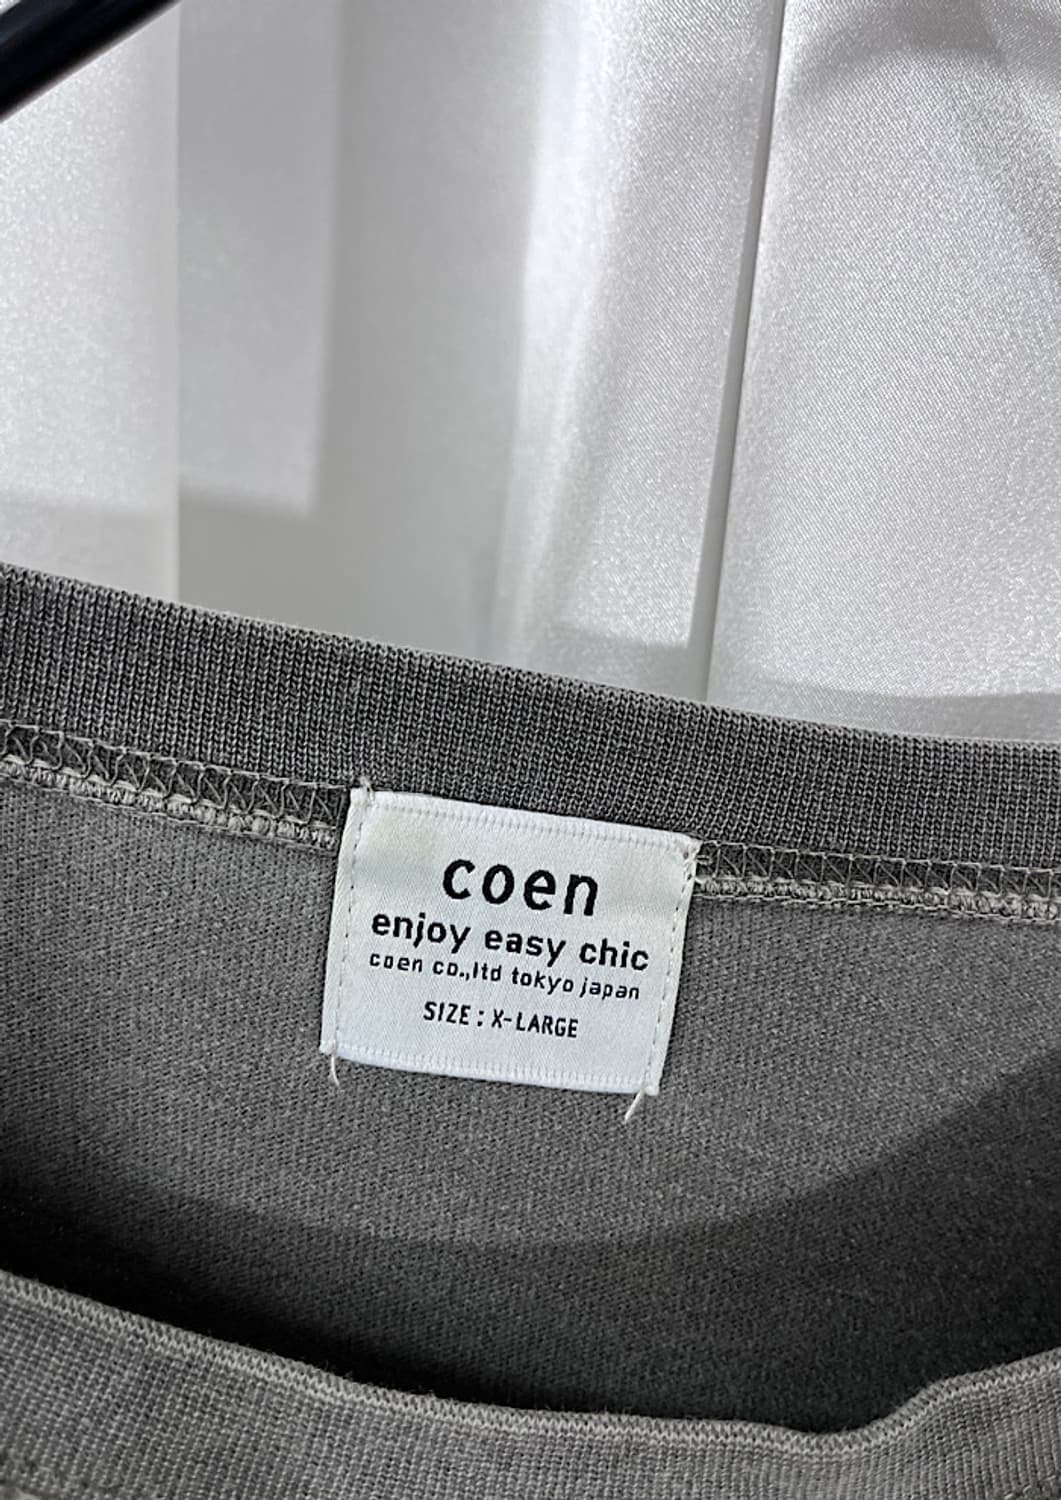 coen
enjoy easy chic
coen co.,ltd tokyo japan
SIZE : X-LARGE